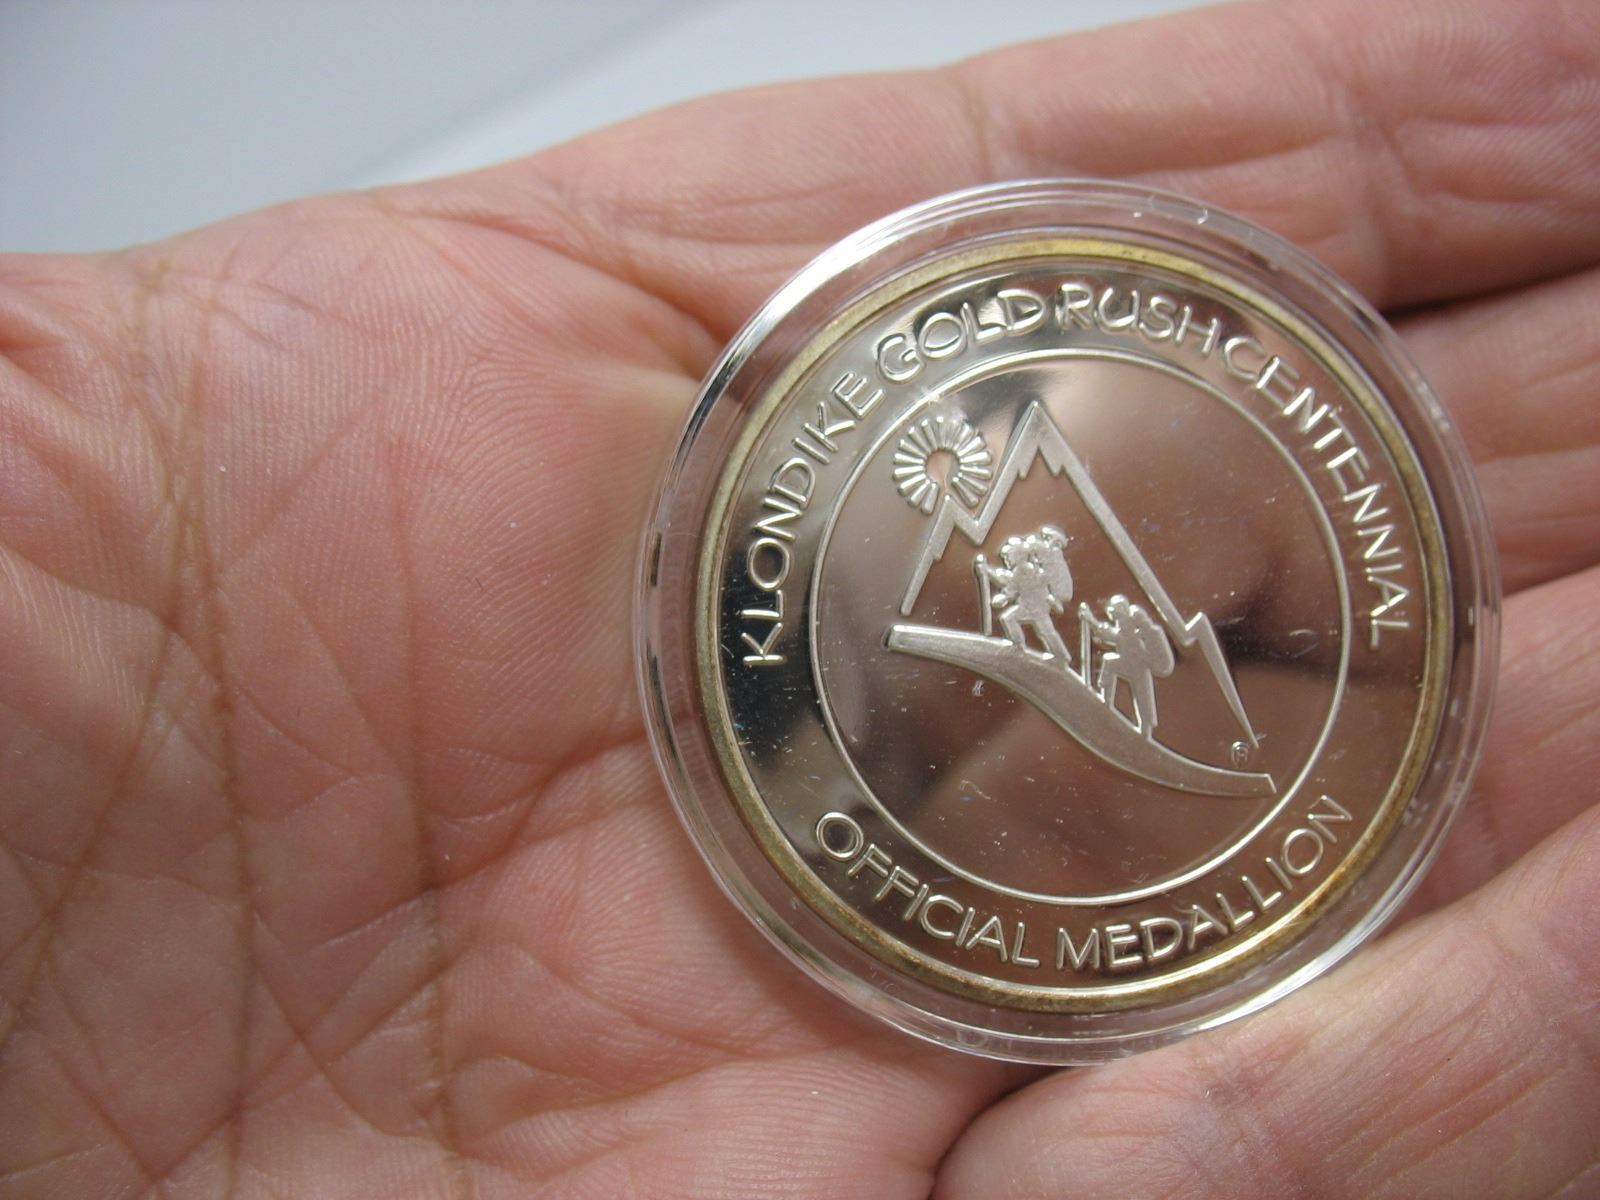 KLONDIKE GOLD RUSH CENTENNIAL
®
OFFICIAL MEDALLION